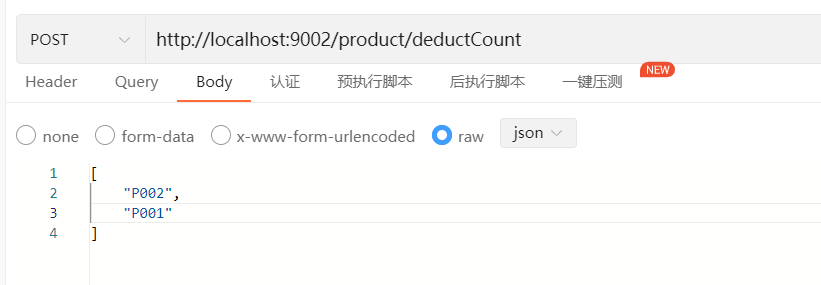 POST http://localhost:9002/product/deductCount
Header Query Body 认证 预执行脚本 后执行脚本 一键压测 NEW
none form-data x-www-form-urlencoded raw json
1 [
2 "P002",
3 "P001"
4 ]